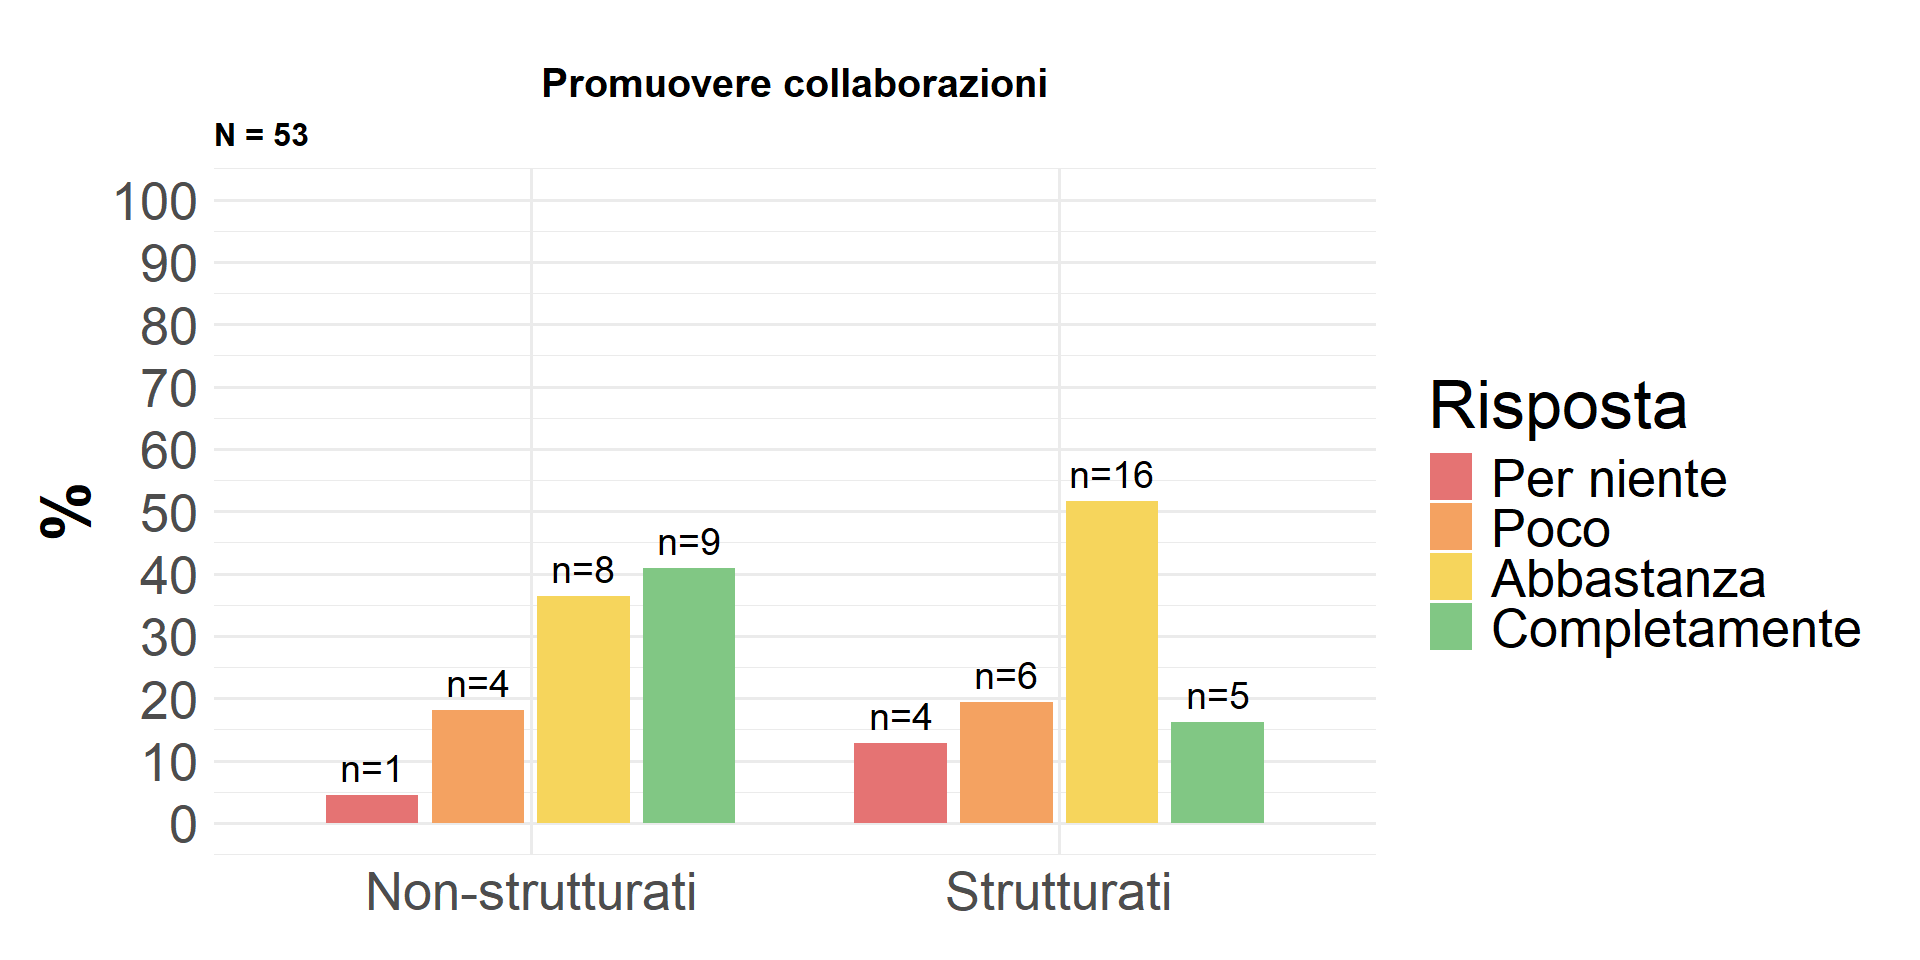 Promuovere collaborazioni
N = 53
100
90
80
70
60
50
40
30
20
10
0
%
n=1
n=4
n=8
n=9
n=4
n=6
n=16
n=5
Non-strutturati
Strutturati
Risposta
Per niente
Poco
Abbastanza
Completamente